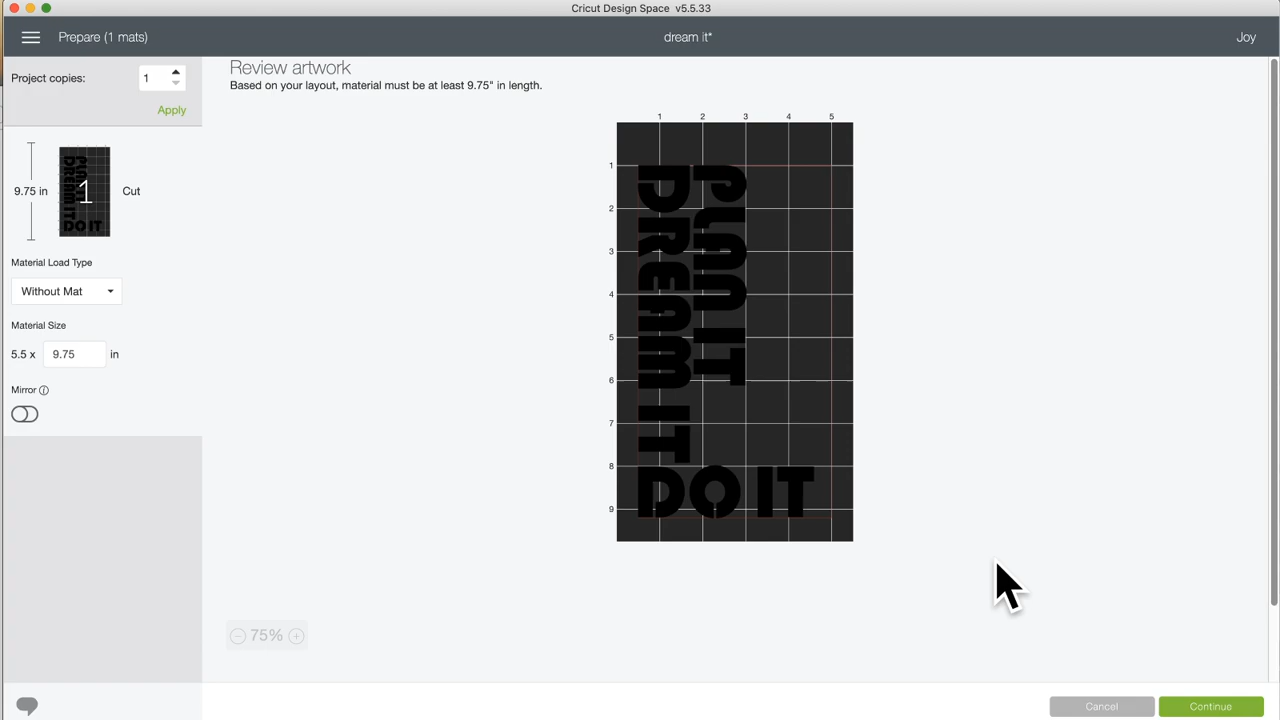 Cricut Design Space v5.5.33
Prepare (1 mats)
dream it*
Joy
Project copies:
1
Apply
9.75 in
1
Cut
Material Load Type
Without Mat
Material Size
5.5 x
9.75
in
Mirror
Review artwork
Based on your layout, material must be at least 9.75" in length.
1 2 3 4 5
1
2
3
4
5
6
7
8
9
DREAM IT
PLAN IT
DO IT
75%
Cancel
Continue